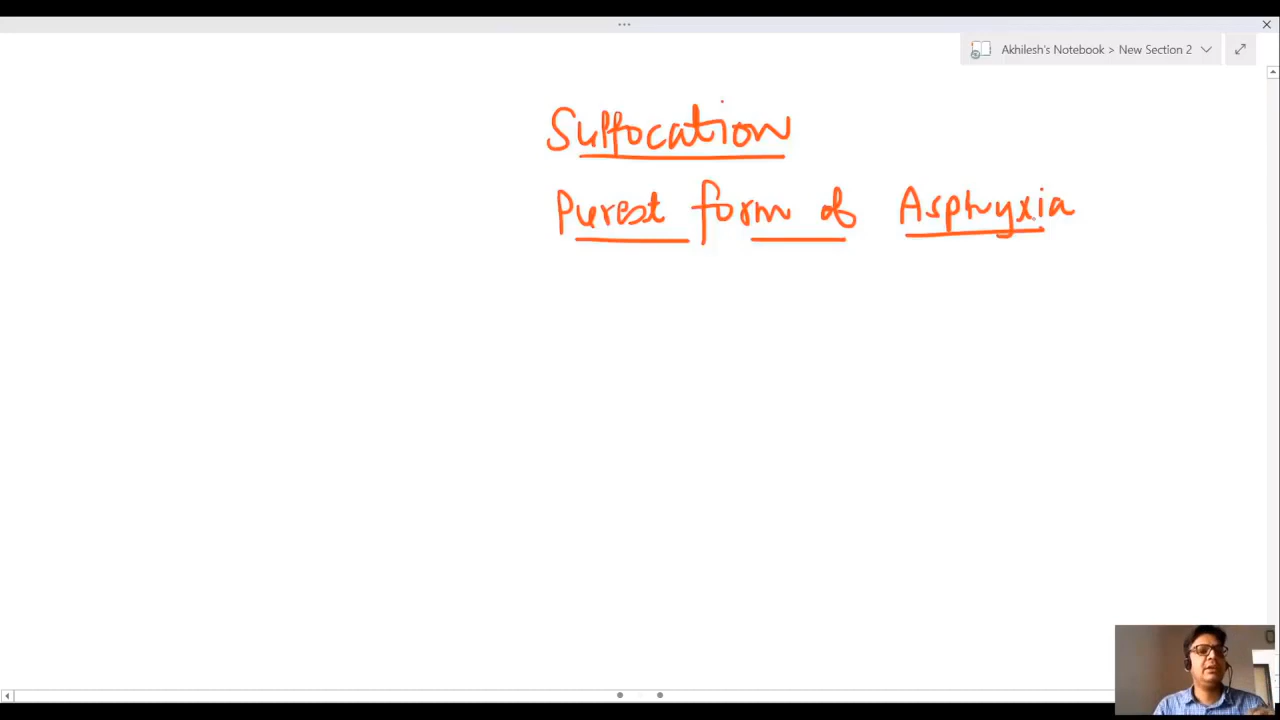 Akhilesh's Notebook > New Section 2
Suffocation
Purest form of Asphyxia